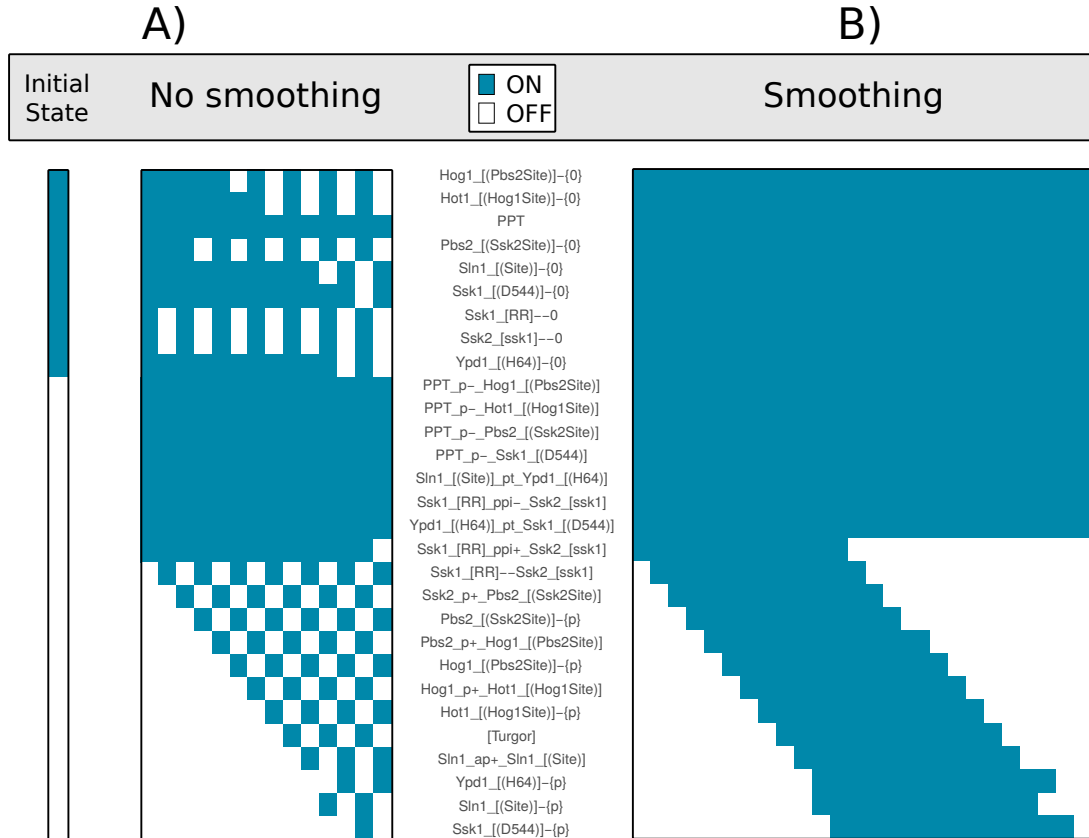 A)
B)
Initial
State
No smoothing
ON
OFF
Smoothing
Hog1_[(Pbs2Site)]−{0}
Hot1_[(Hog1Site)]−{0}
PPT
Pbs2_[(Ssk2Site)]−{0}
Sln1_[(Site)]−{0}
Ssk1_[(D544)]−{0}
Ssk1_[RR]−−0
Ssk2_[ssk1]−−0
Ypd1_[(H64)]−{0}
PPT_p−_Hog1_[(Pbs2Site)]
PPT_p−_Hot1_[(Hog1Site)]
PPT_p−_Pbs2_[(Ssk2Site)]
PPT_p−_Ssk1_[(D544)]
Sln1_[(Site)]_pt_Ypd1_[(H64)]
Ssk1_[RR]_ppi−_Ssk2_[ssk1]
Ypd1_[(H64)]_pt_Ssk1_[(D544)]
Ssk1_[RR]_ppi+_Ssk2_[ssk1]
Ssk1_[RR]−−Ssk2_[ssk1]
Ssk2_p+_Pbs2_[(Ssk2Site)]
Pbs2_[(Ssk2Site)]−{p}
Pbs2_p+_Hog1_[(Pbs2Site)]
Hog1_[(Pbs2Site)]−{p}
Hog1_p+_Hot1_[(Hog1Site)]
Hot1_[(Hog1Site)]−{p}
[Turgor]
Sln1_ap+_Sln1_[(Site)]
Ypd1_[(H64)]−{p}
Sln1_[(Site)]−{p}
Ssk1_[(D544)]−{p}